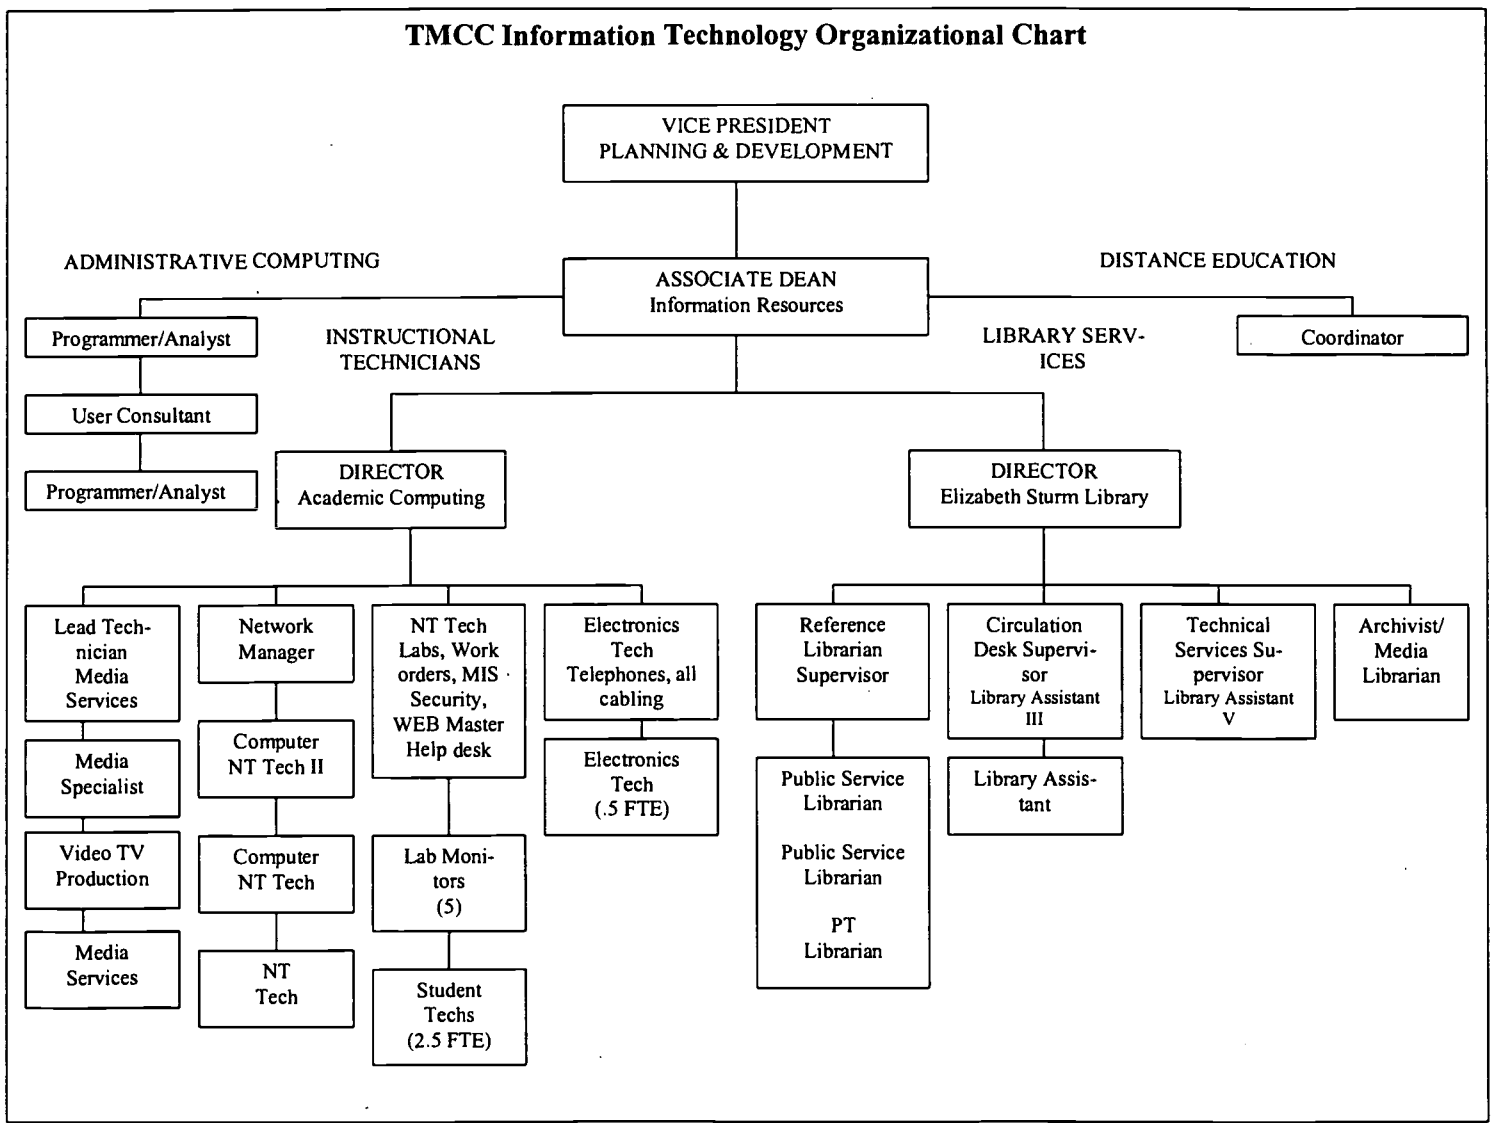 TMCC Information Technology Organizational Chart
VICE PRESIDENT
PLANNING & DEVELOPMENT
ADMINISTRATIVE COMPUTING
DISTANCE EDUCATION
ASSOCIATE DEAN
Information Resources
Programmer/Analyst
User Consultant
Programmer/Analyst
INSTRUCTIONAL
TECHNICIANS
LIBRARY SERV-
ICES
Coordinator
DIRECTOR
Academic Computing
DIRECTOR
Elizabeth Sturm Library
Lead Tech-
nician
Media
Services
Media
Specialist
Video TV
Production
Media
Services
Network
Manager
Computer
NT Tech II
Computer
NT Tech
NT
Tech
NT Tech
Labs, Work
orders, MIS
Security,
WEB Master
Help desk
Lab Moni-
tors
(5)
Student
Techs
(2.5 FTE)
Electronics
Tech
Telephones, all
cabling
Electronics
Tech
(.5 FTE)
Reference
Librarian
Supervisor
Public Service
Librarian
Public Service
Librarian
PT
Librarian
Circulation
Desk Supervi-
sor
Library Assistant
III
Library Assis-
tant
Technical
Services Su-
pervisor
Library Assistant
V
Archivist/
Media
Librarian